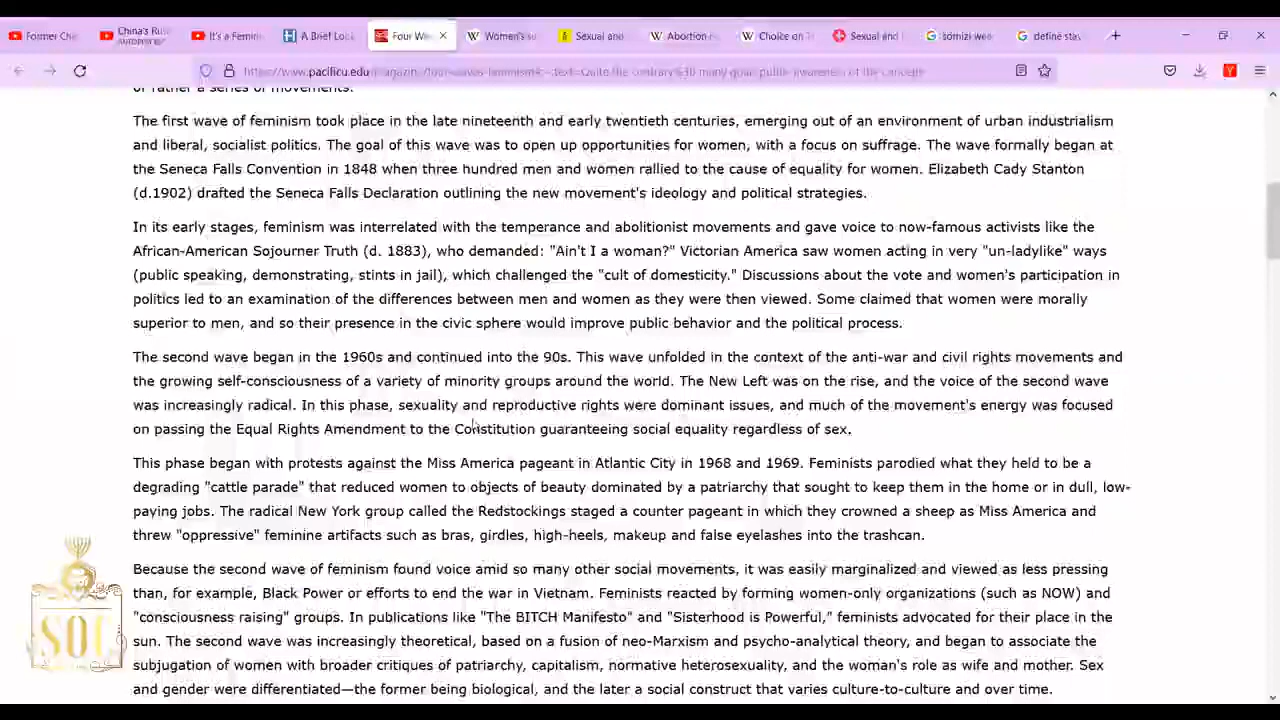 Former Che
China's Rus
AUTOPLAY BL
It's a Femin
A Brief Look
Four Wa
Women's su
Sexual and
Abortion ri
Choice on T
Sexual and
somizi wee
define stay
or rather a series of movements.
The first wave of feminism took place in the late nineteenth and early twentieth centuries, emerging out of an environment of urban industrialism
and liberal, socialist politics. The goal of this wave was to open up opportunities for women, with a focus on suffrage. The wave formally began at
the Seneca Falls Convention in 1848 when three hundred men and women rallied to the cause of equality for women. Elizabeth Cady Stanton
(d.1902) drafted the Seneca Falls Declaration outlining the new movement's ideology and political strategies.
In its early stages, feminism was interrelated with the temperance and abolitionist movements and gave voice to now-famous activists like the
African-American Sojourner Truth (d. 1883), who demanded: "Ain't I a woman?" Victorian America saw women acting in very "un-ladylike" ways
(public speaking, demonstrating, stints in jail), which challenged the "cult of domesticity." Discussions about the vote and women's participation in
politics led to an examination of the differences between men and women as they were then viewed. Some claimed that women were morally
superior to men, and so their presence in the civic sphere would improve public behavior and the political process.
The second wave began in the 1960s and continued into the 90s. This wave unfolded in the context of the anti-war and civil rights movements and
the growing self-consciousness of a variety of minority groups around the world. The New Left was on the rise, and the voice of the second wave
was increasingly radical. In this phase, sexuality and reproductive rights were dominant issues, and much of the movement's energy was focused
on passing the Equal Rights Amendment to the Constitution guaranteeing social equality regardless of sex.
This phase began with protests against the Miss America pageant in Atlantic City in 1968 and 1969. Feminists parodied what they held to be a
degrading "cattle parade" that reduced women to objects of beauty dominated by a patriarchy that sought to keep them in the home or in dull, low-
paying jobs. The radical New York group called the Redstockings staged a counter pageant in which they crowned a sheep as Miss America and
threw "oppressive" feminine artifacts such as bras, girdles, high-heels, makeup and false eyelashes into the trashcan.
Because the second wave of feminism found voice amid so many other social movements, it was easily marginalized and viewed as less pressing
than, for example, Black Power or efforts to end the war in Vietnam. Feminists reacted by forming women-only organizations (such as NOW) and
"consciousness raising" groups. In publications like "The BITCH Manifesto" and "Sisterhood is Powerful," feminists advocated for their place in the
sun. The second wave was increasingly theoretical, based on a fusion of neo-Marxism and psycho-analytical theory, and began to associate the
subjugation of women with broader critiques of patriarchy, capitalism, normative heterosexuality, and the woman's role as wife and mother. Sex
and gender were differentiated—the former being biological, and the later a social construct that varies culture-to-culture and over time.
SOC